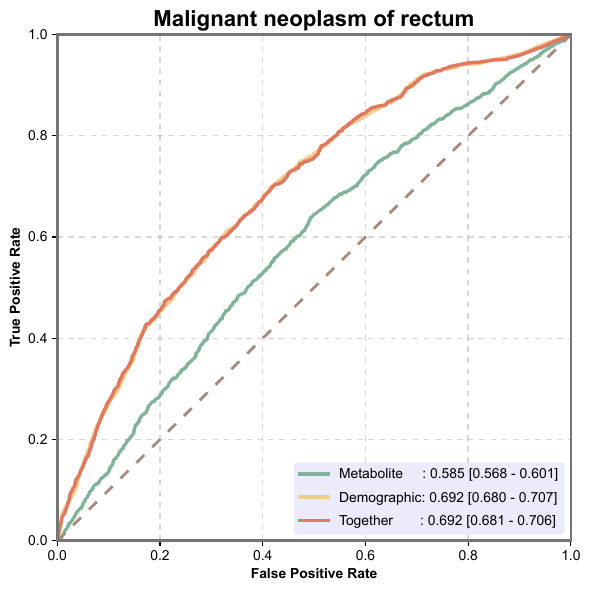 Malignant neoplasm of rectum
1.0
0.8
0.6
0.4
0.2
0.0
True Positive Rate
Metabolite : 0.585 [0.568 - 0.601]
Demographic: 0.692 [0.680 - 0.707]
Together : 0.692 [0.681 - 0.706]
0.0 0.2 0.4 0.6 0.8 1.0
False Positive Rate